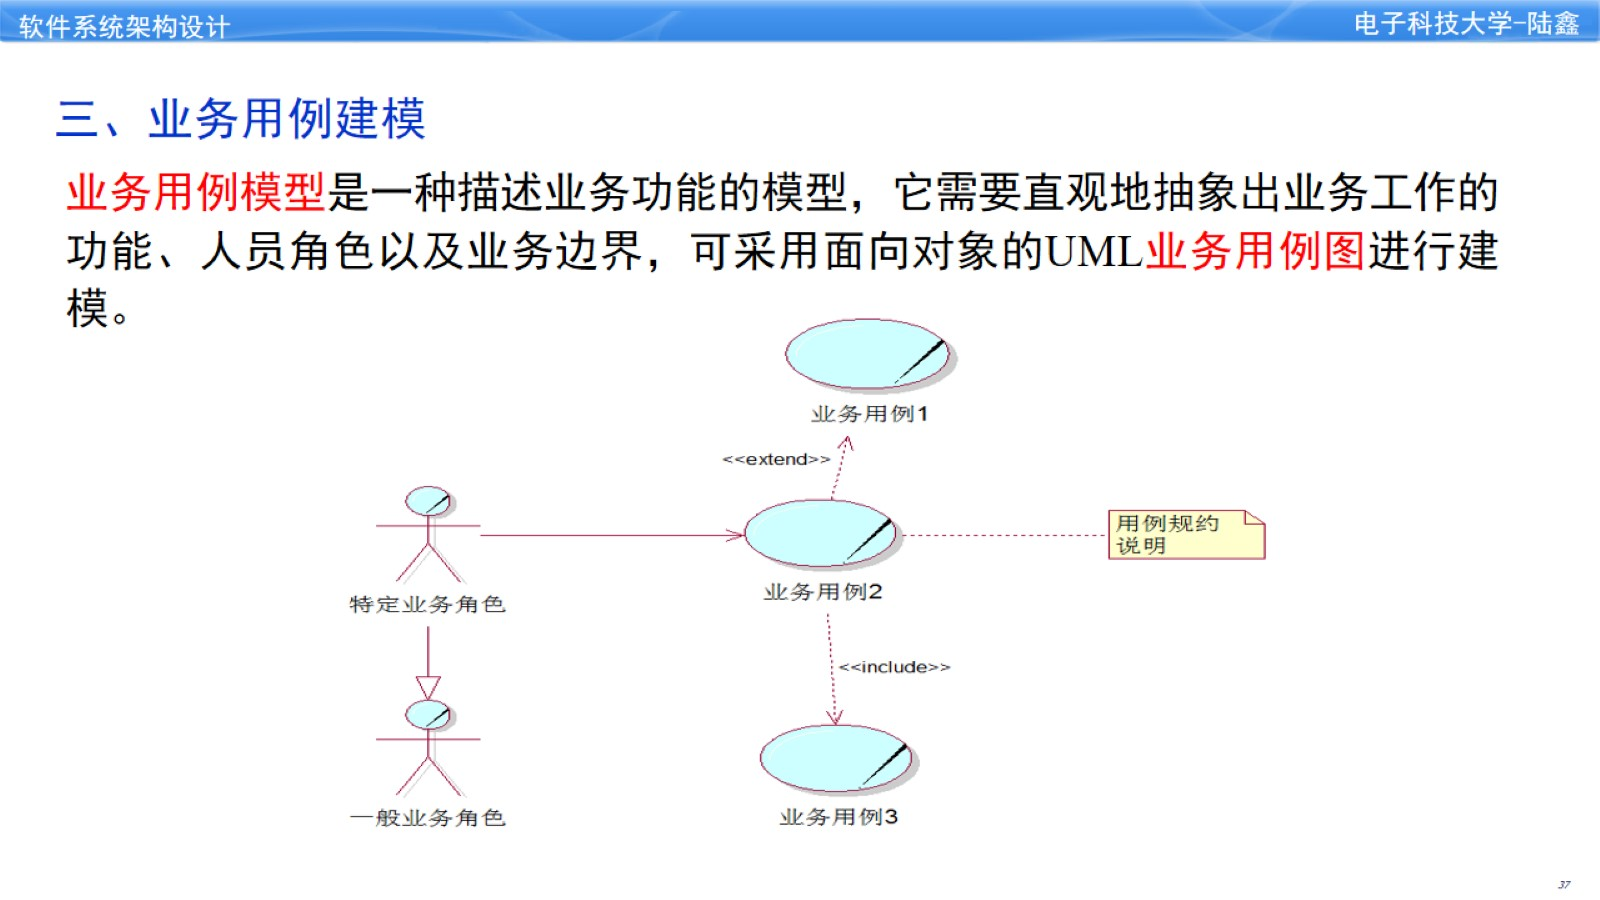 软件系统架构设计
电子科技大学-陆鑫
三、业务用例建模
业务用例模型是一种描述业务功能的模型，它需要直观地抽象出业务工作的
功能、人员角色以及业务边界，可采用面向对象的UML业务用例图进行建
模。
业务用例1
<<extend>>
用例规约
说明
业务用例2
特定业务角色
<<include>>
业务用例3
一般业务角色
37